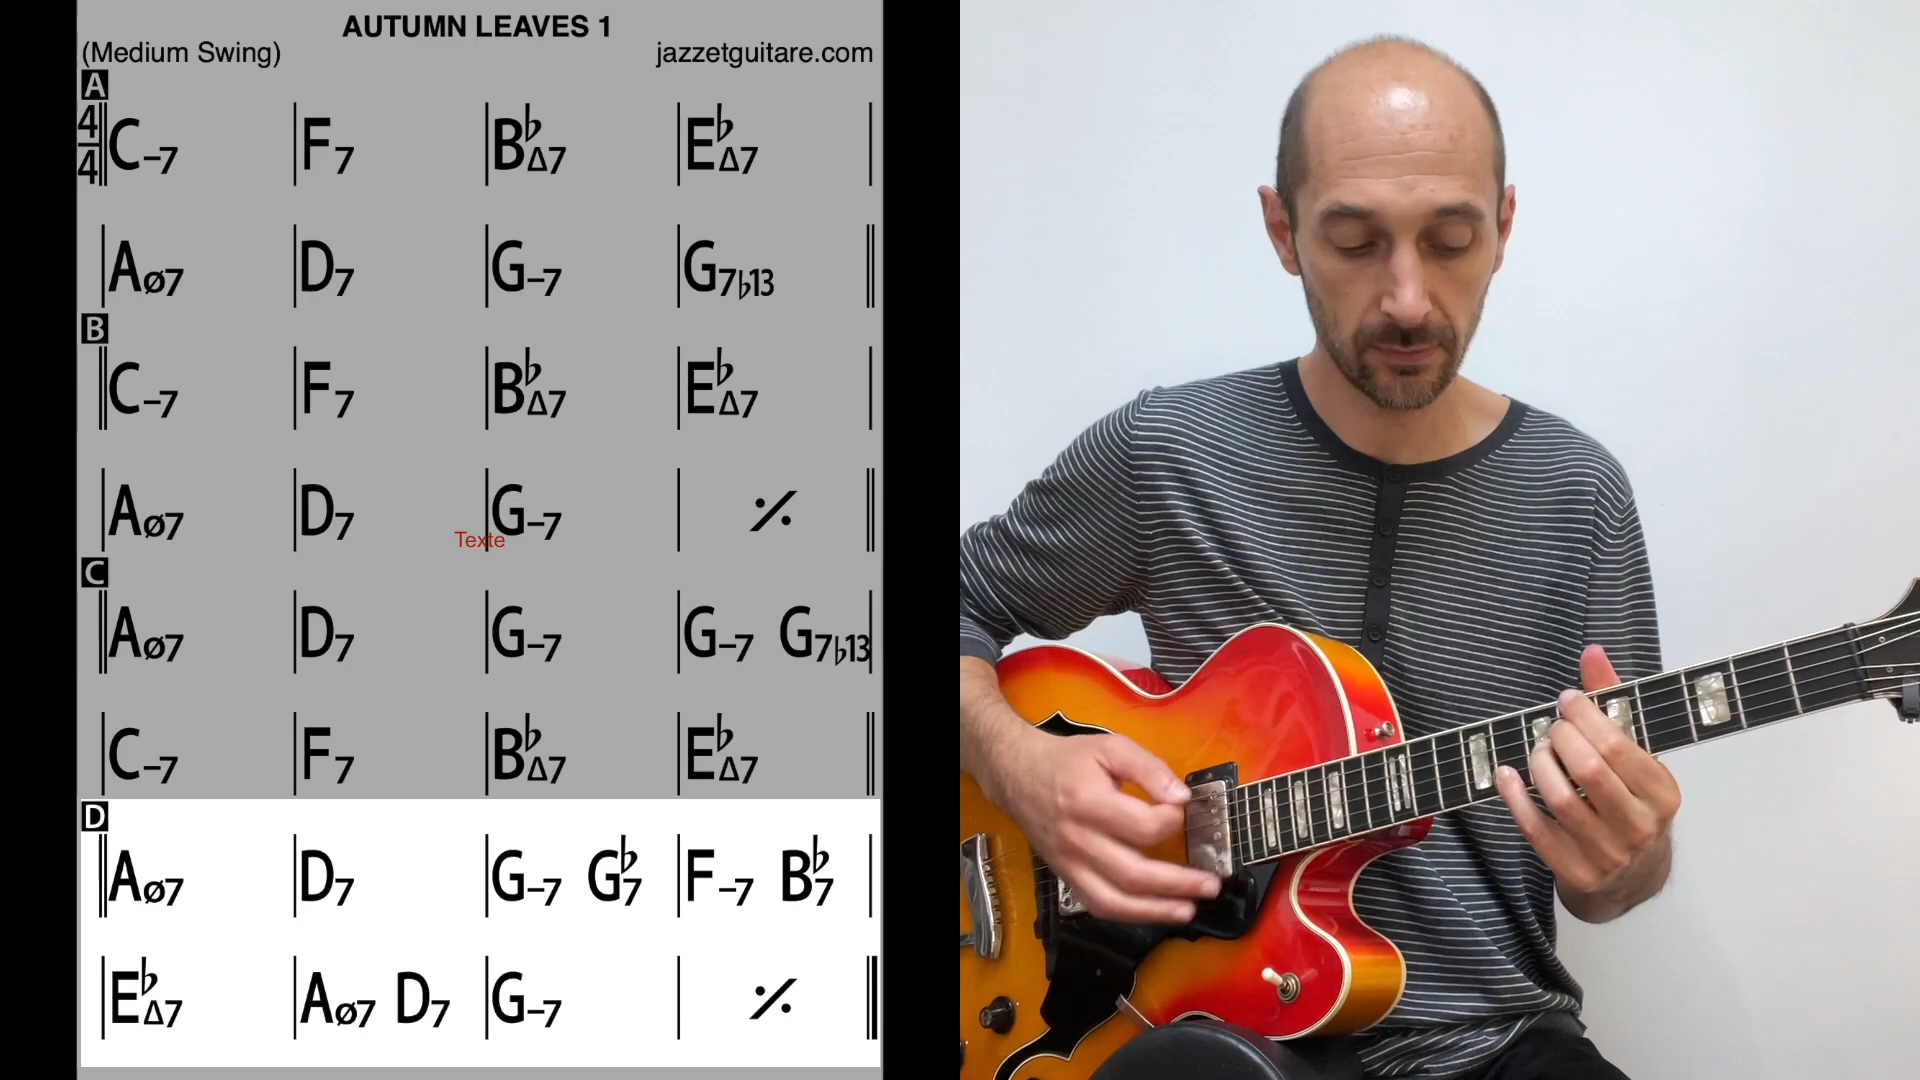 AUTUMN LEAVES 1
(Medium Swing) jazzetguitare.com
A
4/4 C–7 F7 B♭Δ7 E♭Δ7
Aø7 D7 G–7 G7♭13
B
C–7 F7 B♭Δ7 E♭Δ7
Aø7 D7 G–7 %
Texte
C
Aø7 D7 G–7 G–7 G7♭13
C–7 F7 B♭Δ7 E♭Δ7
D
Aø7 D7 G–7 G♭7 F–7 B♭7
E♭Δ7 Aø7 D7 G–7 %